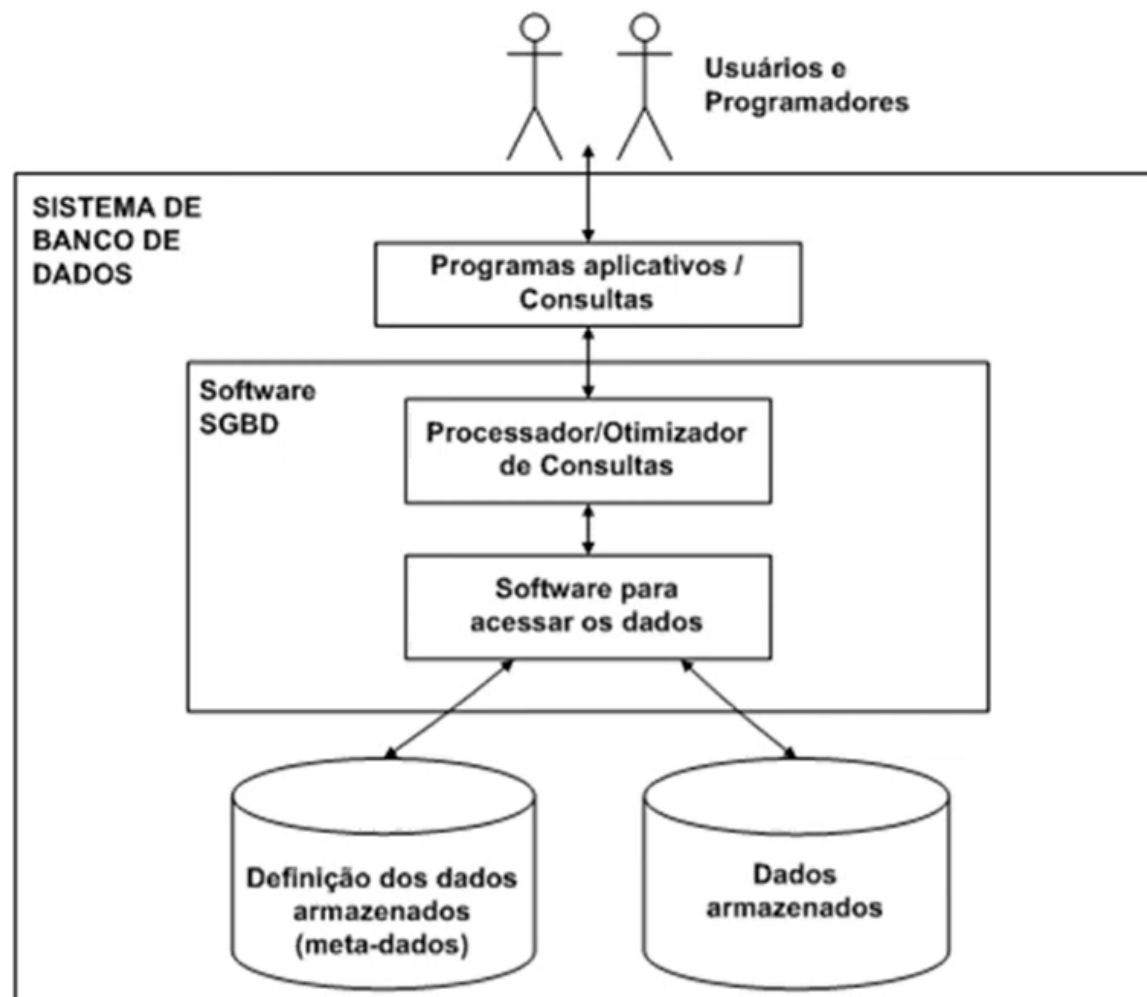 Usuários e
Programadores
SISTEMA DE
BANCO DE
DADOS
Programas aplicativos /
Consultas
Software
SGBD
Processador/Otimizador
de Consultas
Software para
acessar os dados
Definição dos dados
armazenados
(meta-dados)
Dados
armazenados